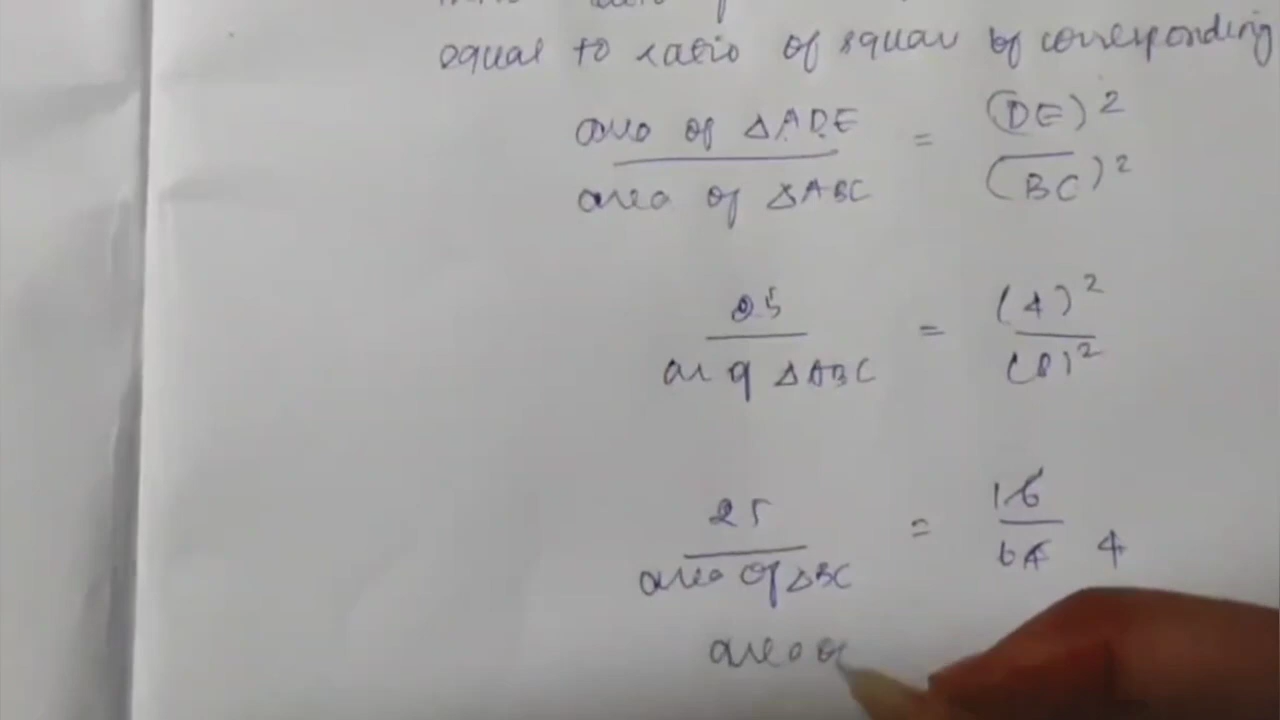 equal to ratio of square of corresponding
area of ΔADE = (DE)²
area of ΔABC (BC)²
25 = (4)²
ar of ΔABC (8)²
25 = 16
area of ΔBC 64 4
area o